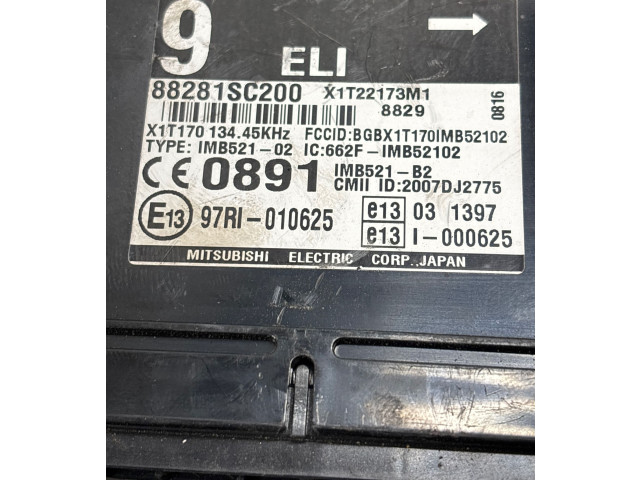 9 ELI
88281SC200 X1T22173M1
8829
0816
X1T170 134.45KHz FCCID:BGBX1T170IMB52102
TYPE: IMB521-02 IC:662F-IMB52102
CE 0891 IMB521-B2
CMII ID:2007DJ2775
E13 97RI-010625 e13 03 1397
e13 I-000625
MITSUBISHI ELECTRIC CORP. JAPAN